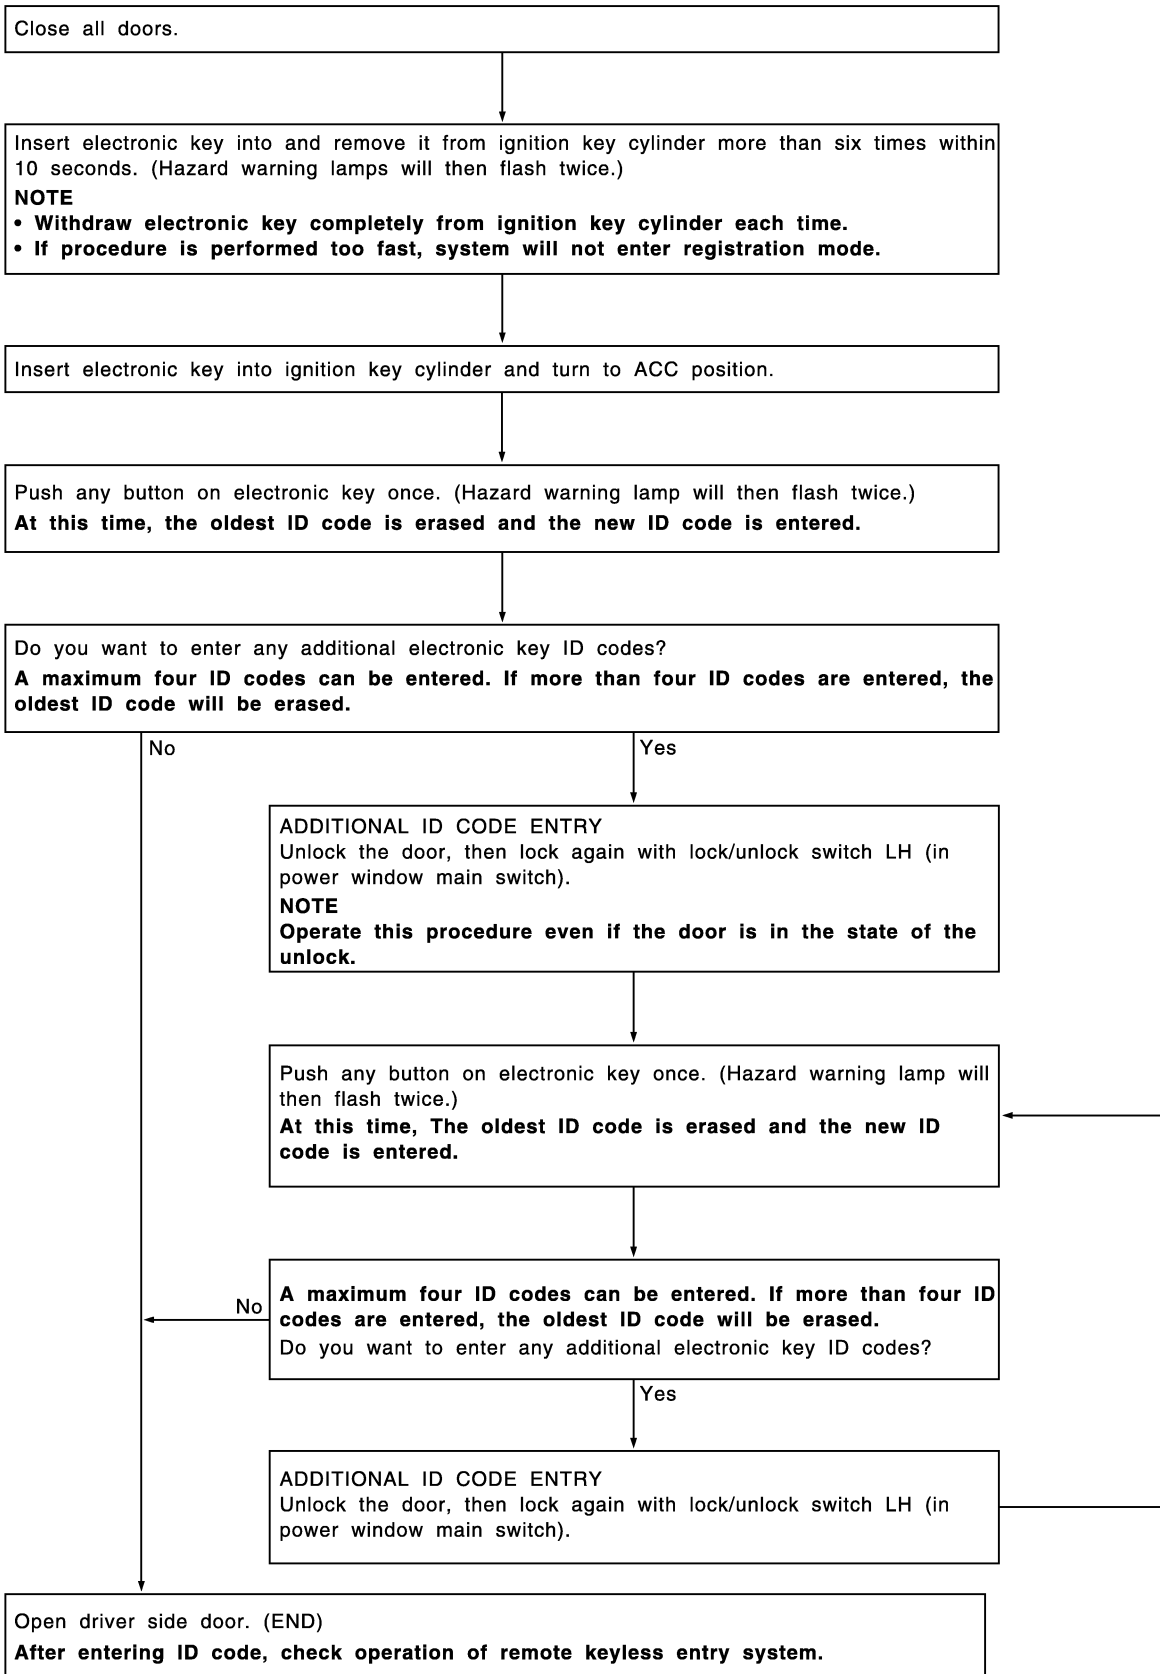 Close all doors.
Insert electronic key into and remove it from ignition key cylinder more than six times within
10 seconds. (Hazard warning lamps will then flash twice.)
NOTE
• Withdraw electronic key completely from ignition key cylinder each time.
• If procedure is performed too fast, system will not enter registration mode.
Insert electronic key into ignition key cylinder and turn to ACC position.
Push any button on electronic key once. (Hazard warning lamp will then flash twice.)
At this time, the oldest ID code is erased and the new ID code is entered.
Do you want to enter any additional electronic key ID codes?
A maximum four ID codes can be entered. If more than four ID codes are entered, the
oldest ID code will be erased.
No
Yes
ADDITIONAL ID CODE ENTRY
Unlock the door, then lock again with lock/unlock switch LH (in
power window main switch).
NOTE
Operate this procedure even if the door is in the state of the
unlock.
Push any button on electronic key once. (Hazard warning lamp will
then flash twice.)
At this time, The oldest ID code is erased and the new ID
code is entered.
A maximum four ID codes can be entered. If more than four ID
codes are entered, the oldest ID code will be erased.
Do you want to enter any additional electronic key ID codes?
No
Yes
ADDITIONAL ID CODE ENTRY
Unlock the door, then lock again with lock/unlock switch LH (in
power window main switch).
Open driver side door. (END)
After entering ID code, check operation of remote keyless entry system.